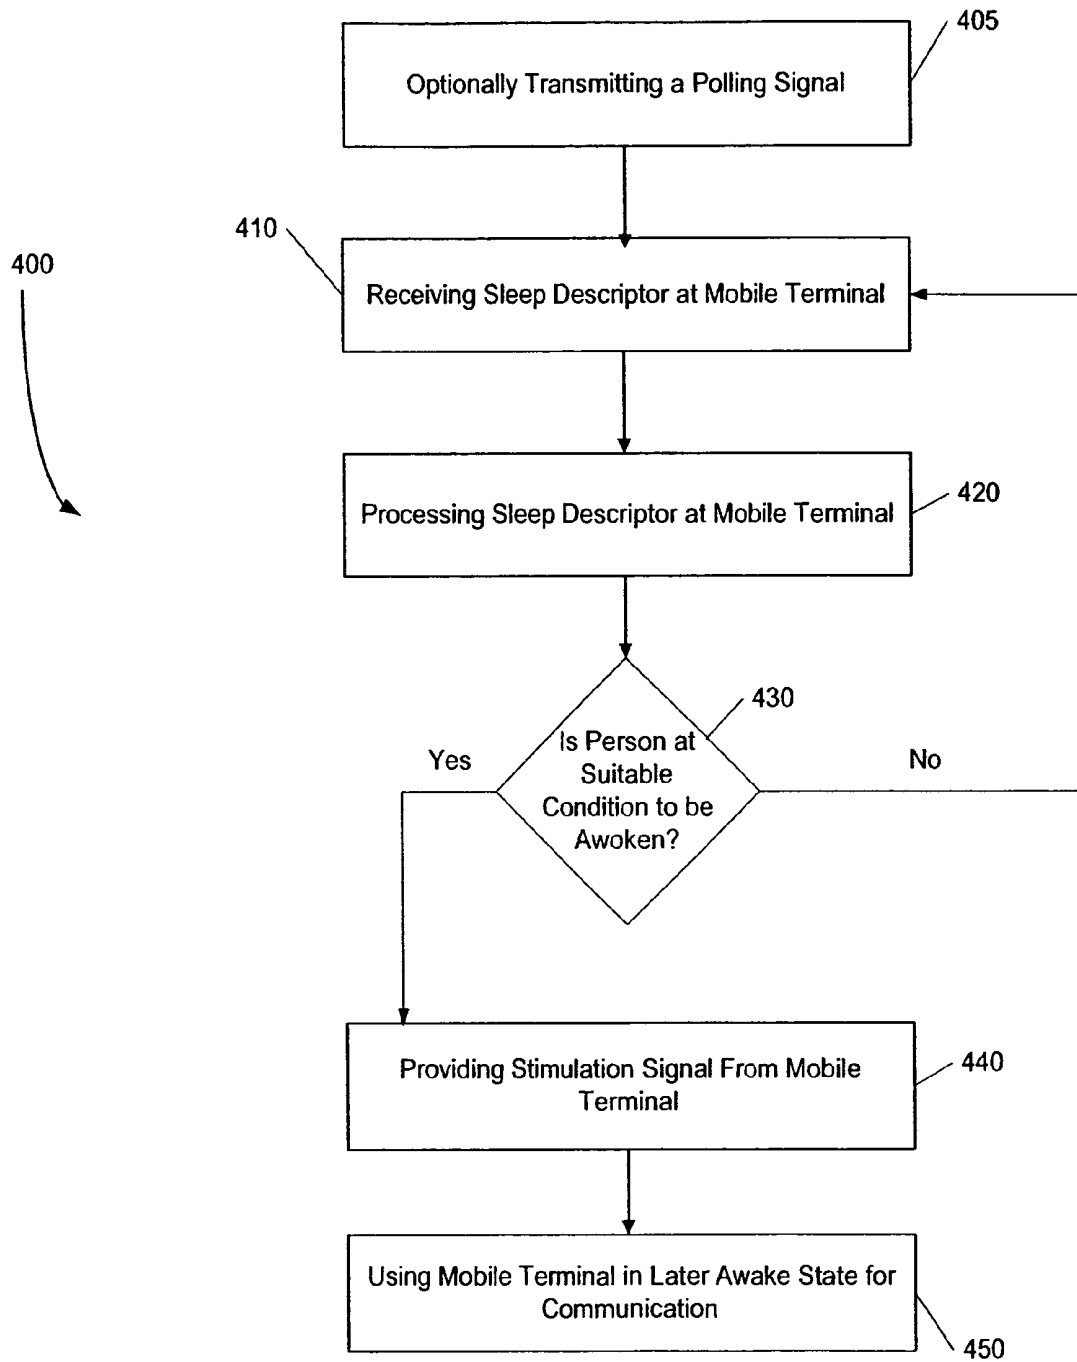 405
Optionally Transmitting a Polling Signal
410
400
Receiving Sleep Descriptor at Mobile Terminal
420
Processing Sleep Descriptor at Mobile Terminal
430
Is Person at
Suitable
Condition to be
Awoken?
Yes
No
440
Providing Stimulation Signal From Mobile
Terminal
Using Mobile Terminal in Later Awake State for
Communication
450